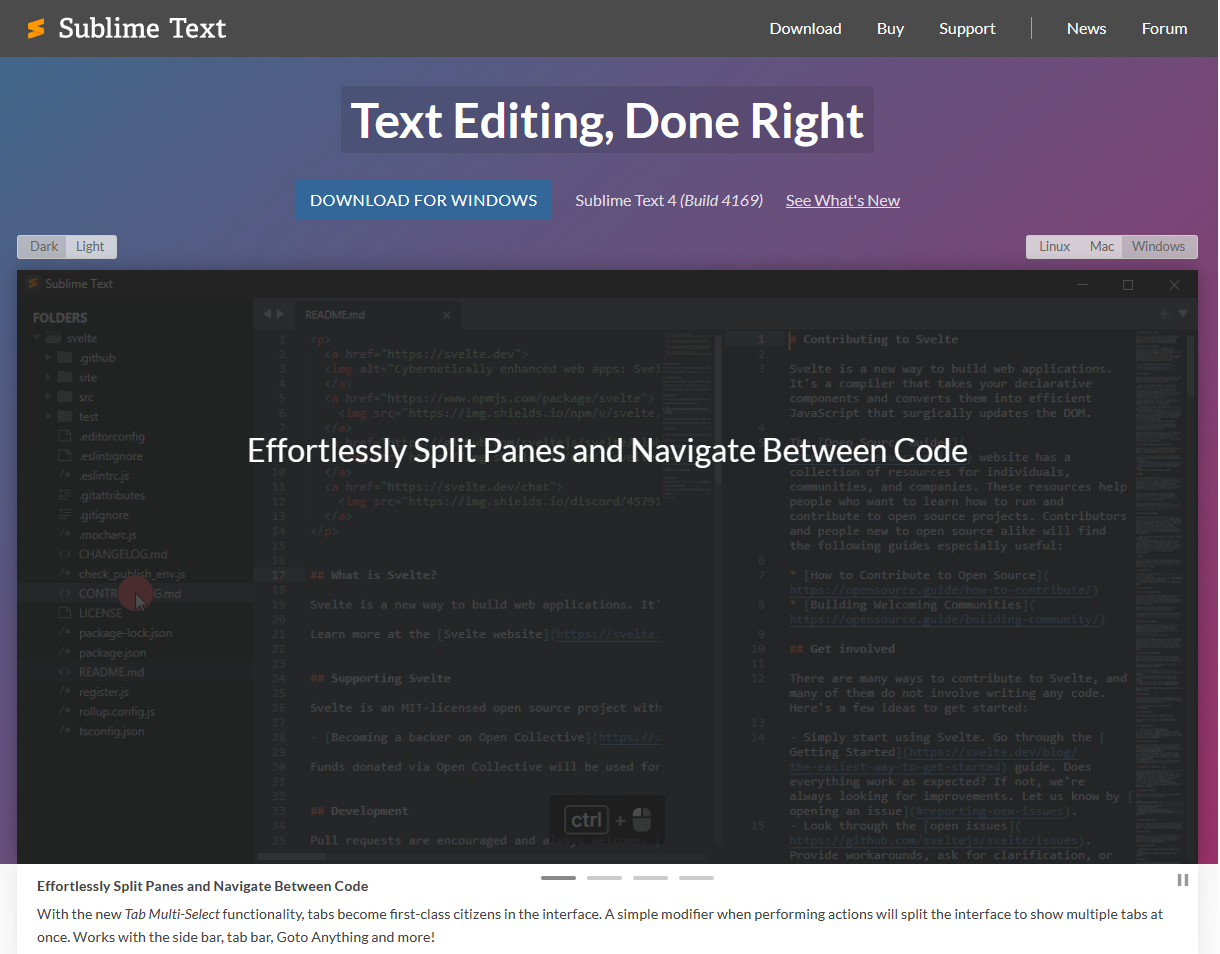 Sublime Text
Download Buy Support News Forum
Text Editing, Done Right
DOWNLOAD FOR WINDOWS Sublime Text 4 (Build 4169) See What's New
Dark Light
Linux Mac Windows
Sublime Text
FOLDERS
svelte
.github
site
src
test
.editorconfig
.eslintignore
.eslintrc.js
.gitattributes
.gitignore
.mocharc.js
CHANGELOG.md
check_publish_env.js
G.md
LICENSE
package-lock.json
package.json
README.md
register.js
rollup.config.js
tsconfig.json
README.md
1 <p>
2 <a href="https://svelte.dev">
3 <img alt="Cybernetically enhanced web apps: Svel
4 </a>
5 <a href="https://www.npmjs.com/package/svelte">
6 <img src="https://img.shields.io/npm/v/svelte.
7 </a>
10 </a>
11 <a href="https://svelte.dev/chat">
12 <img src="https://img.shields.io/discord/45791
13 </a>
14 </p>
15
16
17 ## What is Svelte?
18
19 Svelte is a new way to build web applications. It'
20
21 Learn more at the [Svelte website](https://svelte.
22
23
24 ## Supporting Svelte
25
26 Svelte is an MIT-licensed open source project with
27
28 - [Becoming a backer on Open Collective](https://o
29
30 Funds donated via Open Collective will be used for
31
32
33 ## Development
34
35 Pull requests are encouraged and always welcome.
1 # Contributing to Svelte
2
3 Svelte is a new way to build web applications.
It's a compiler that takes your declarative
components and converts them into efficient
JavaScript that surgically updates the DOM.
4
website has a
collection of resources for individuals,
communities, and companies. These resources help
people who want to learn how to run and
contribute to open source projects. Contributors
and people new to open source alike will find
the following guides especially useful:
6
7 * [How to Contribute to Open Source](
https://opensource.guide/how-to-contribute/)
8 * [Building Welcoming Communities](
https://opensource.guide/building-community/)
9
10 ## Get involved
11
12 There are many ways to contribute to Svelte, and
many of them do not involve writing any code.
Here's a few ideas to get started:
13
14 - Simply start using Svelte. Go through the [
Getting Started](https://svelte.dev/blog/
the-easiest-way-to-get-started) guide. Does
everything work as expected? If not, we're
always looking for improvements. Let us know by [
opening an issue](#reporting-new-issues).
15 - Look through the [open issues](
https://github.com/sveltejs/svelte/issues).
Provide workarounds, ask for clarification, or
Effortlessly Split Panes and Navigate Between Code
ctrl +
Effortlessly Split Panes and Navigate Between Code
With the new Tab Multi-Select functionality, tabs become first-class citizens in the interface. A simple modifier when performing actions will split the interface to show multiple tabs at
once. Works with the side bar, tab bar, Goto Anything and more!